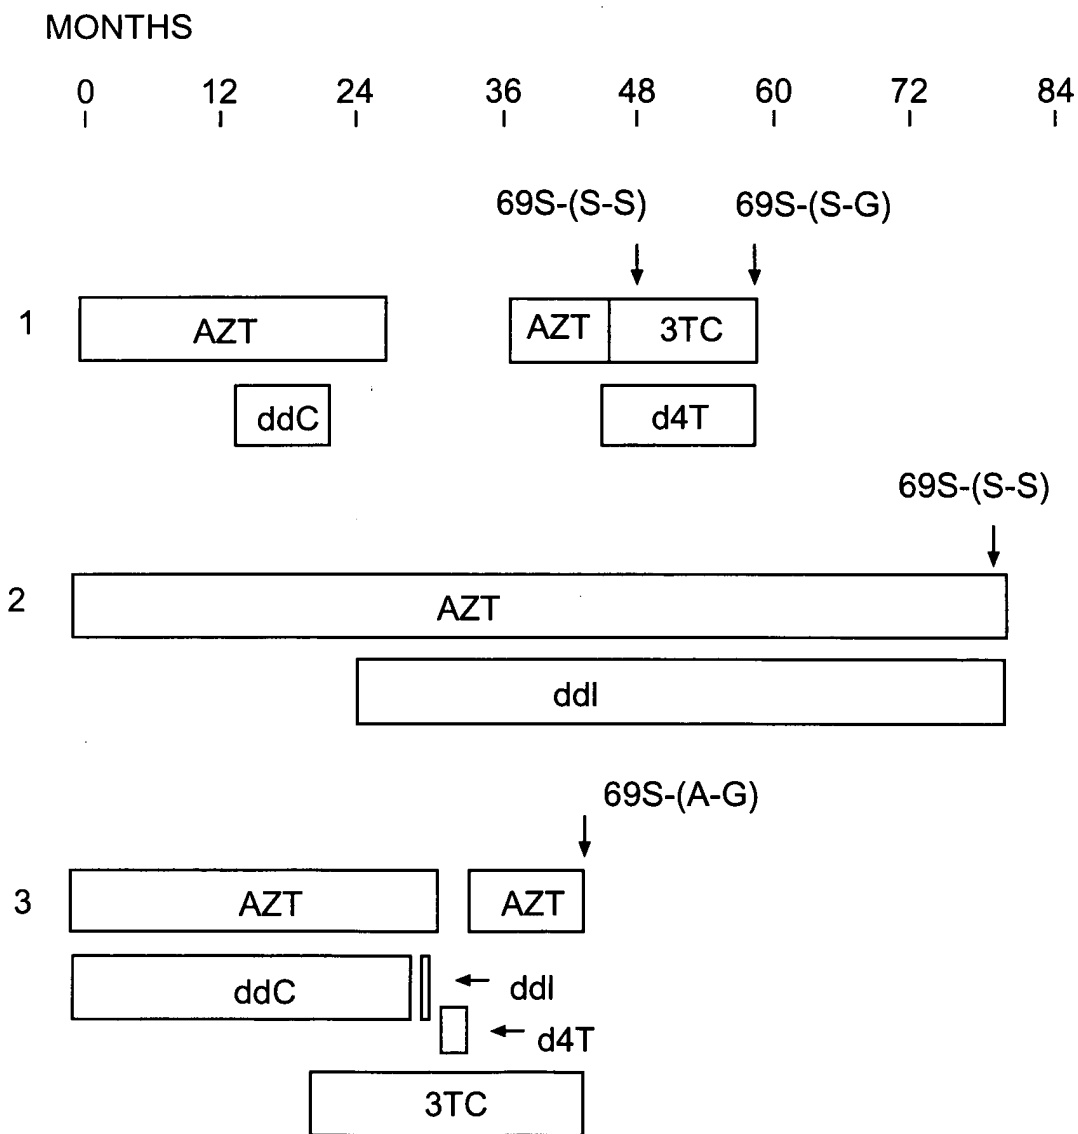 MONTHS
0 12 24 36 48 60 72 84
69S-(S-S) 69S-(S-G)
1 AZT AZT 3TC
ddC d4T
69S-(S-S)
2 AZT
ddI
69S-(A-G)
3 AZT AZT
ddC ddI
d4T
3TC